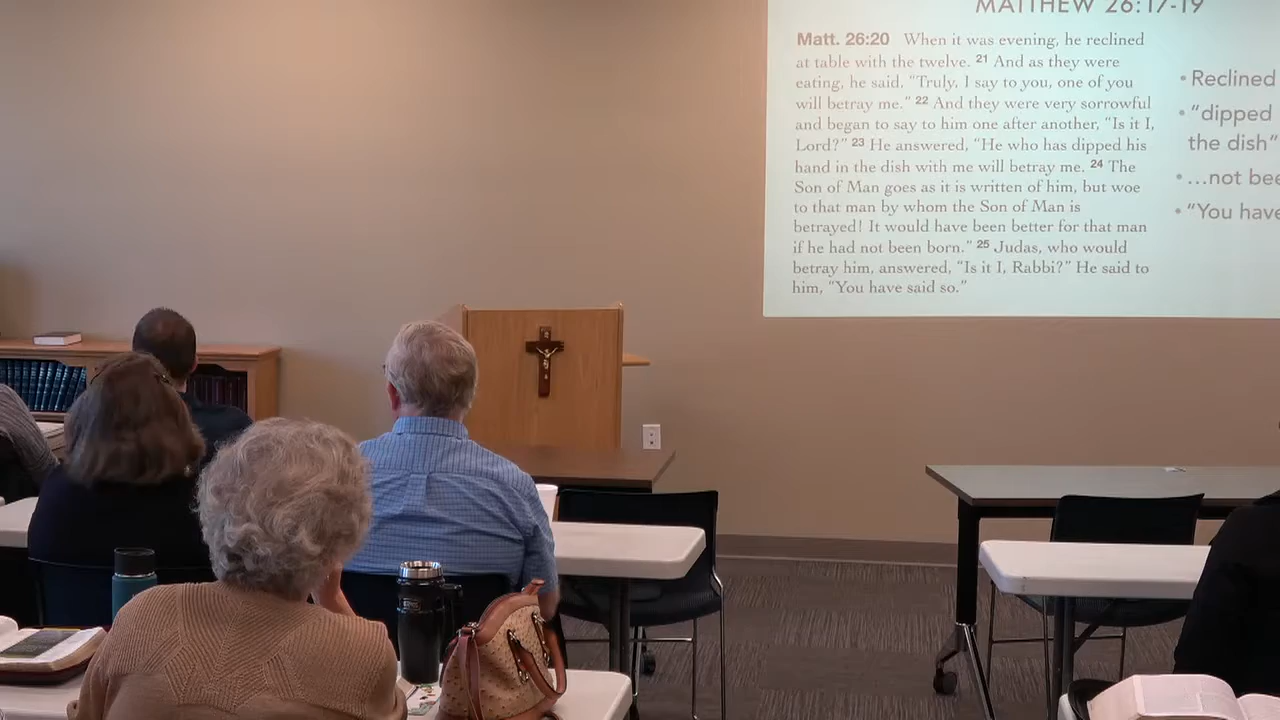 MATTHEW 26:17-19
Matt. 26:20 When it was evening, he reclined
at table with the twelve. 21 And as they were
eating, he said, “Truly, I say to you, one of you
will betray me.” 22 And they were very sorrowful
and began to say to him one after another, “Is it I,
Lord?” 23 He answered, “He who has dipped his
hand in the dish with me will betray me. 24 The
Son of Man goes as it is written of him, but woe
to that man by whom the Son of Man is
betrayed! It would have been better for that man
if he had not been born.” 25 Judas, who would
betray him, answered, “Is it I, Rabbi?” He said to
him, “You have said so.”
• Reclined
• “dipped
the dish”
• ...not bee
• “You have